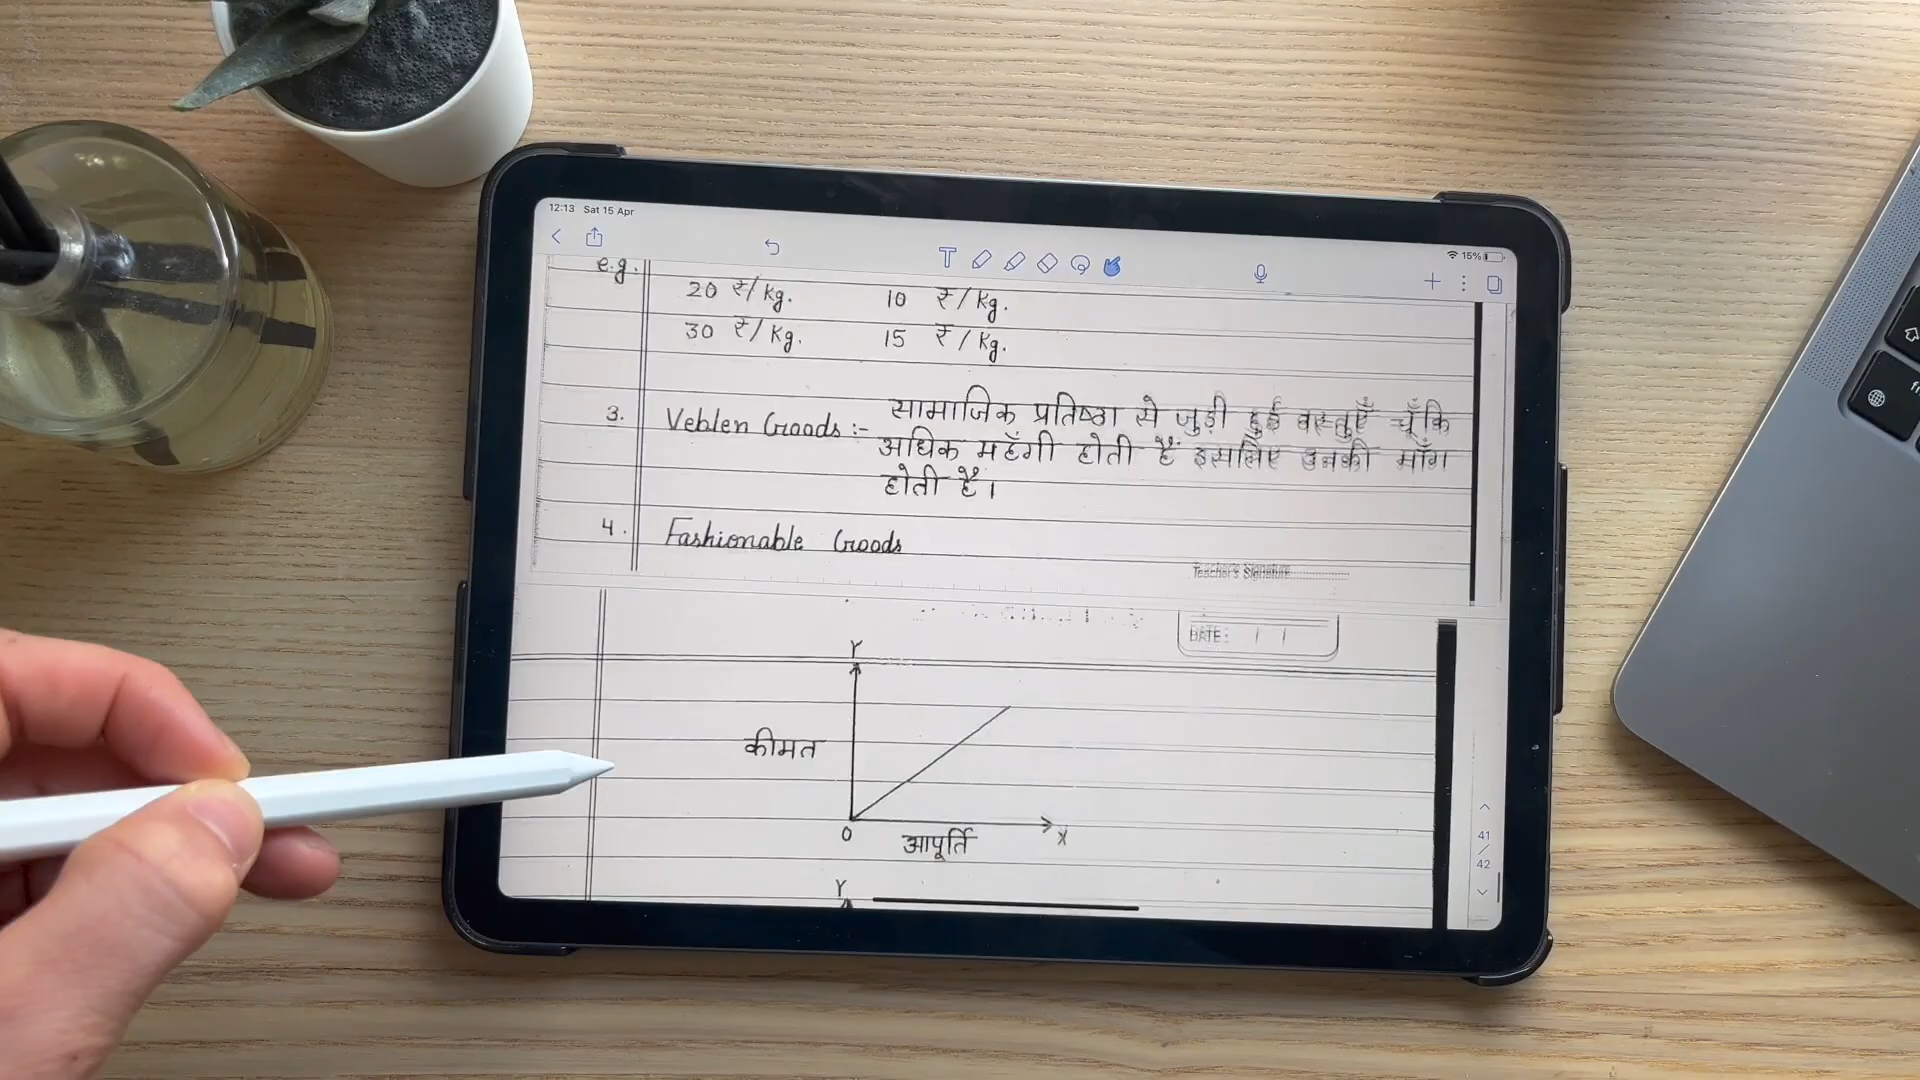 12:13 Sat 15 Apr
15%
e.g.
20 ₹/Kg. 10 ₹/Kg.
30 ₹/Kg. 15 ₹/Kg.
3. Veblen Goods :- सामाजिक प्रतिष्ठा से जुड़ी हुई वस्तुएँ चूँकि
अधिक महँगी होती हैं इसलिए उनकी माँग
होती है।
4. Fashionable Goods
Teacher's Signature
DATE: / /
Y
कीमत
O आपूर्ति X
Y
41
/
42